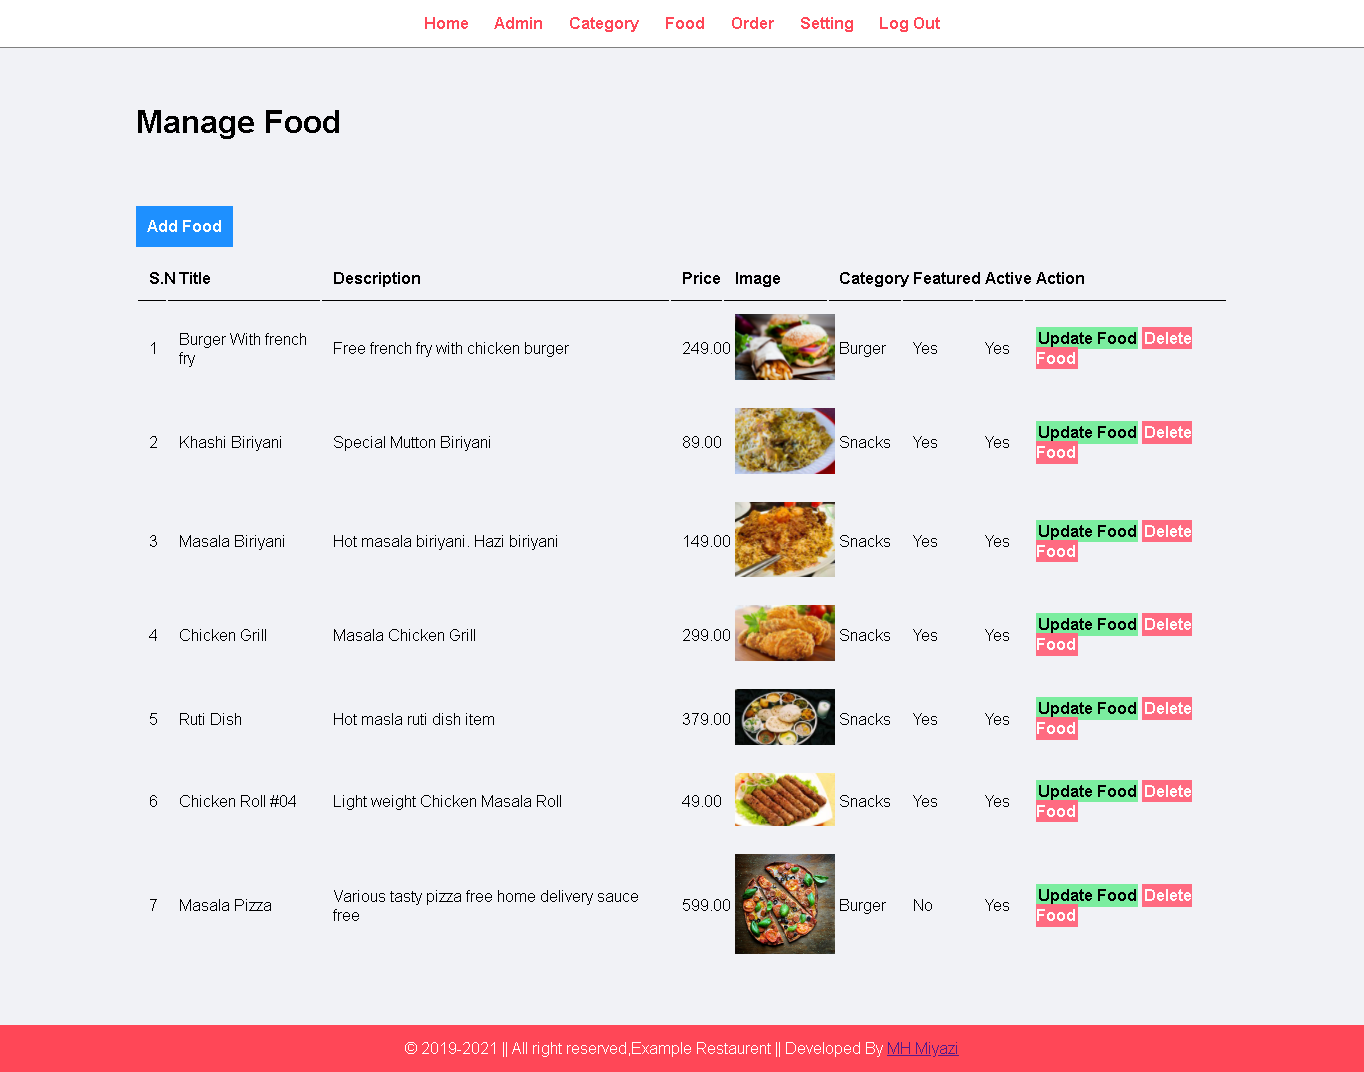 Home Admin Category Food Order Setting Log Out
Manage Food
Add Food
S.N Title Description Price Image Category Featured Active Action
1 Burger With french fry Free french fry with chicken burger 249.00 Burger Yes Yes Update Food Delete Food
2 Khashi Biriyani Special Mutton Biriyani 89.00 Snacks Yes Yes Update Food Delete Food
3 Masala Biriyani Hot masala biriyani. Hazi biriyani 149.00 Snacks Yes Yes Update Food Delete Food
4 Chicken Grill Masala Chicken Grill 299.00 Snacks Yes Yes Update Food Delete Food
5 Ruti Dish Hot masla ruti dish item 379.00 Snacks Yes Yes Update Food Delete Food
6 Chicken Roll #04 Light weight Chicken Masala Roll 49.00 Snacks Yes Yes Update Food Delete Food
7 Masala Pizza Various tasty pizza free home delivery sauce free 599.00 Burger No Yes Update Food Delete Food
© 2019-2021 || All right reserved,Example Restaurent || Developed By MH Miyazi